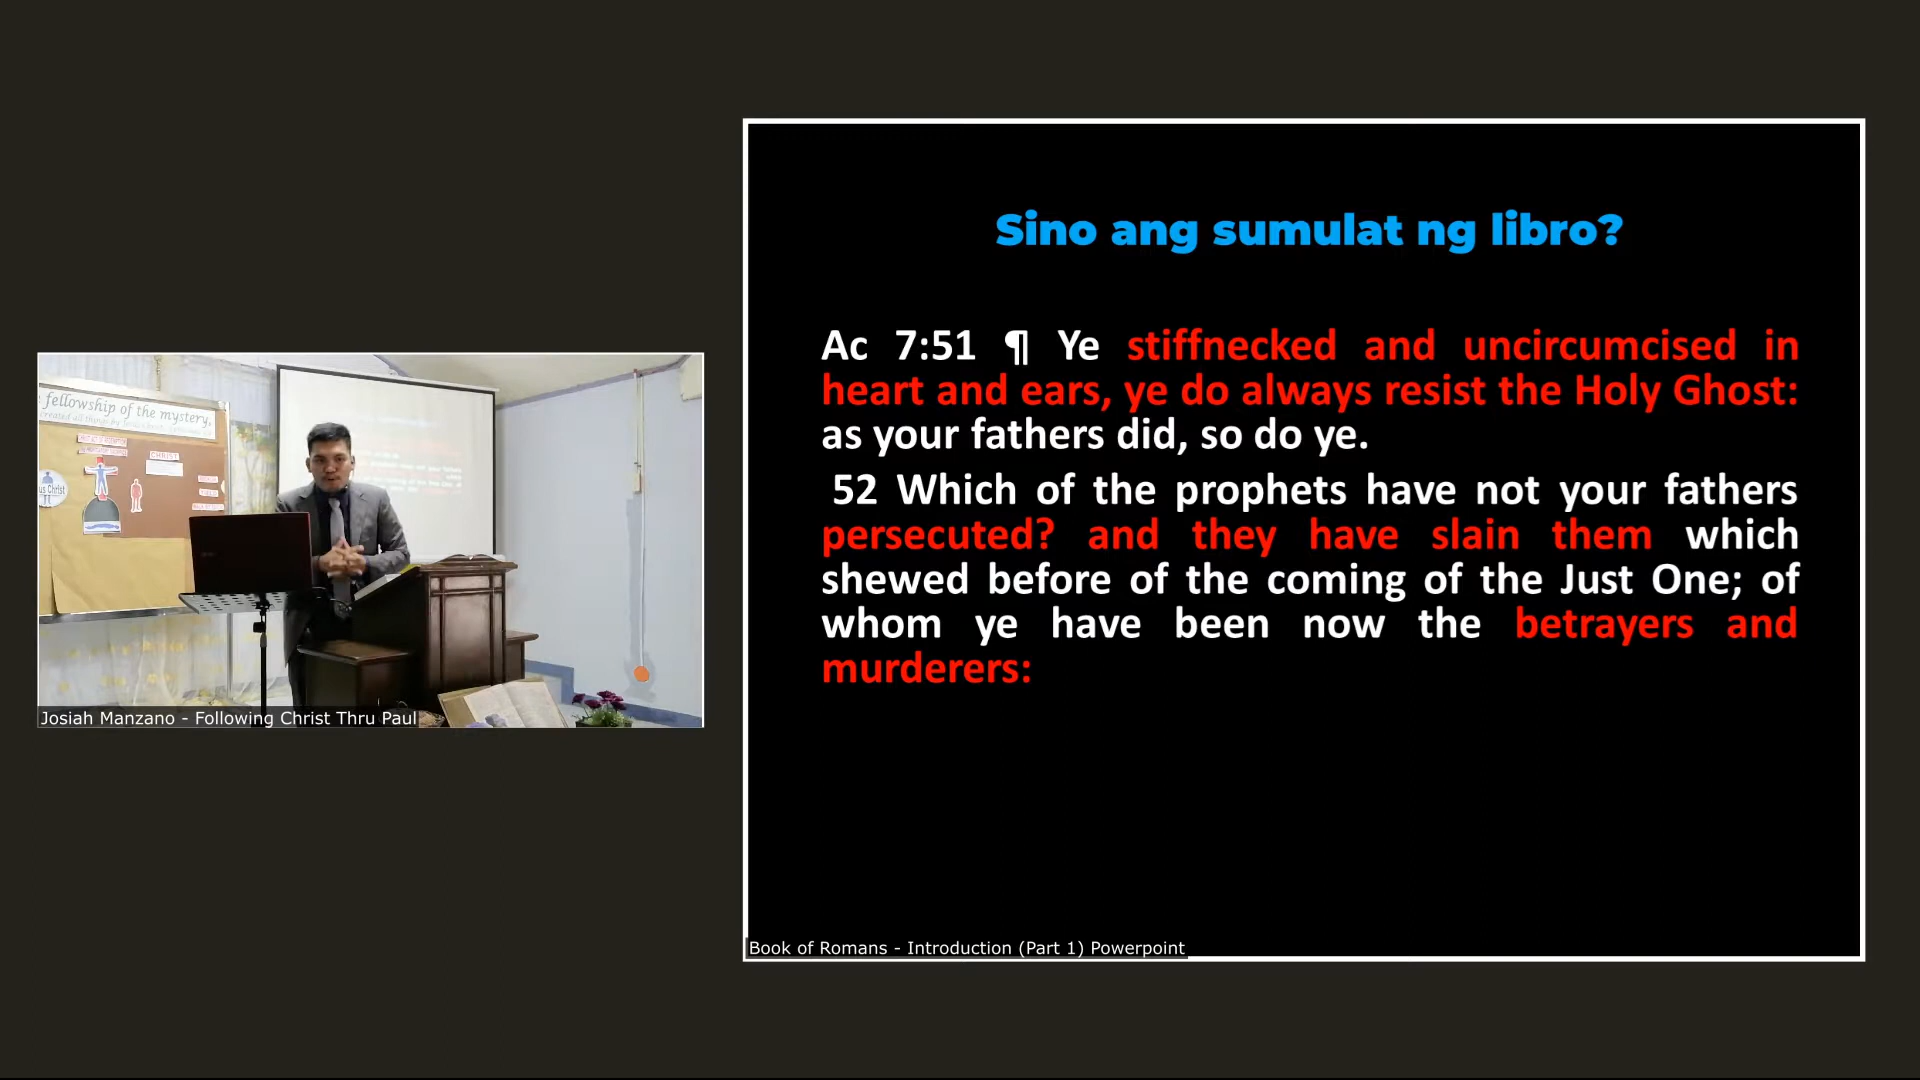 Sino ang sumulat ng libro?
Ac 7:51 ¶ Ye stiffnecked and uncircumcised in
heart and ears, ye do always resist the Holy Ghost:
as your fathers did, so do ye.
52 Which of the prophets have not your fathers
persecuted? and they have slain them which
shewed before of the coming of the Just One; of
whom ye have been now the betrayers and
murderers:
Book of Romans - Introduction (Part 1) Powerpoint
fellowship of the mystery,
CHRIST
us Christ
Josiah Manzano - Following Christ Thru Paul